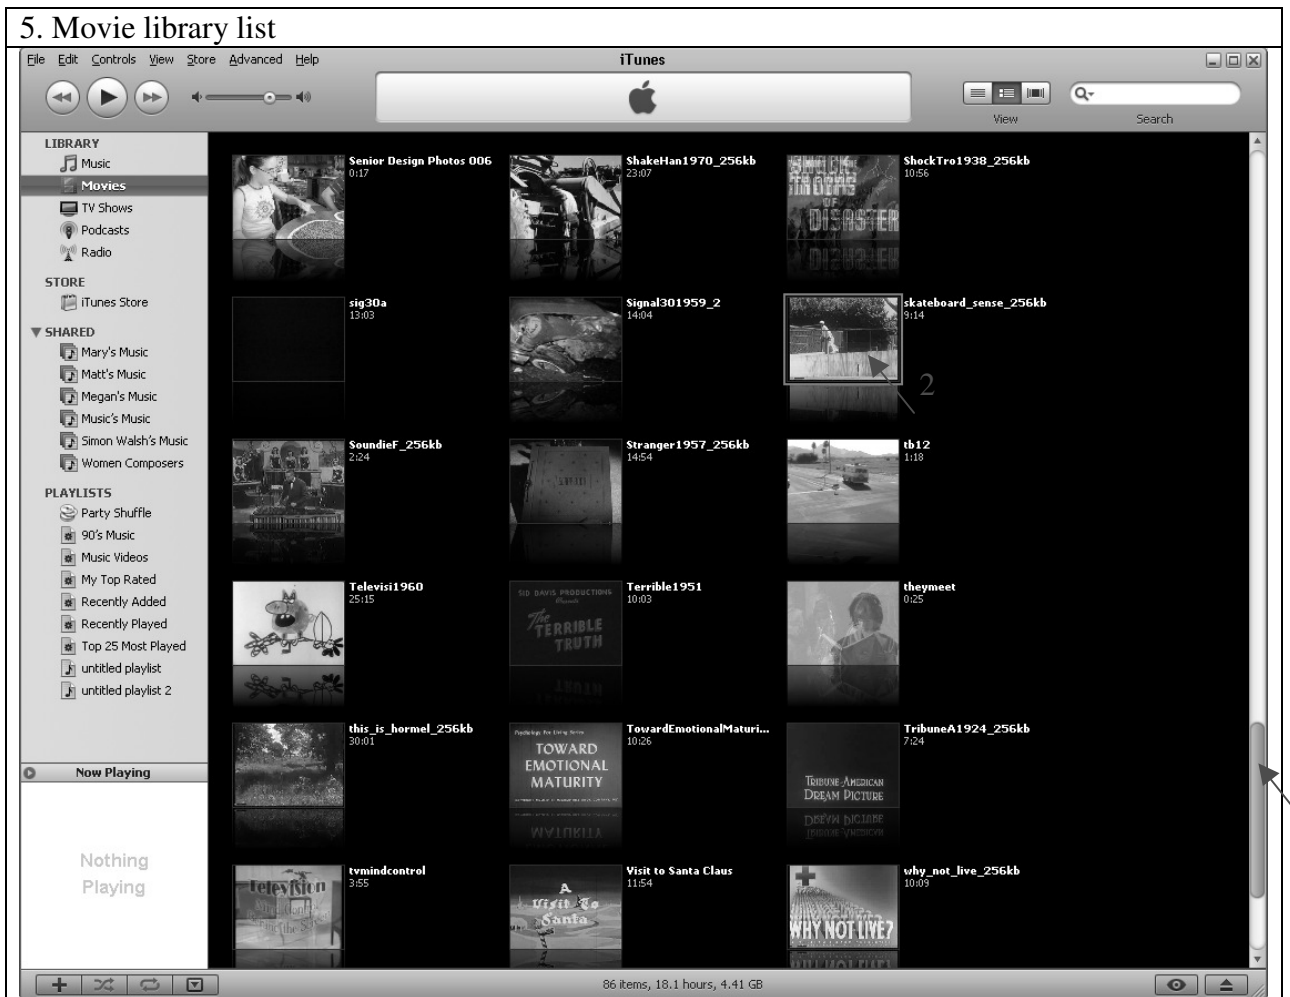 5. Movie library list
File Edit Controls View Store Advanced Help
iTunes
View
Search
LIBRARY
Music
Movies
TV Shows
Podcasts
Radio
STORE
iTunes Store
SHARED
Mary's Music
Matt's Music
Megan's Music
Music's Music
Simon Walsh's Music
Women Composers
PLAYLISTS
Party Shuffle
90's Music
Music Videos
My Top Rated
Recently Added
Recently Played
Top 25 Most Played
untitled playlist
untitled playlist 2
Now Playing
Nothing
Playing
Senior Design Photos 006
0:17
ShakeHan1970_256kb
23:07
ShockTro1938_256kb
10:56
OF
DISASTER
sig30a
13:03
Signal301959_2
14:04
skateboard_sense_256kb
9:14
2
SoundieF_256kb
2:24
Stranger1957_256kb
14:54
tb12
1:18
Televisi1960
25:15
Terrible1951
10:03
SID DAVIS PRODUCTIONS
Presents
The
TERRIBLE
TRUTH
theymeet
0:25
this_is_hormel_256kb
30:01
TowardEmotionalMaturi...
10:26
Psychology For Living Series
TOWARD
EMOTIONAL
MATURITY
TribuneA1924_256kb
7:24
TRIBUNE-AMERICAN
DREAM PICTURE
tvmindcontrol
3:55
Television
Visit to Santa Claus
11:54
A
Visit To
Santa
why_not_live_256kb
10:09
WHY NOT LIVE?
86 items, 18.1 hours, 4.41 GB